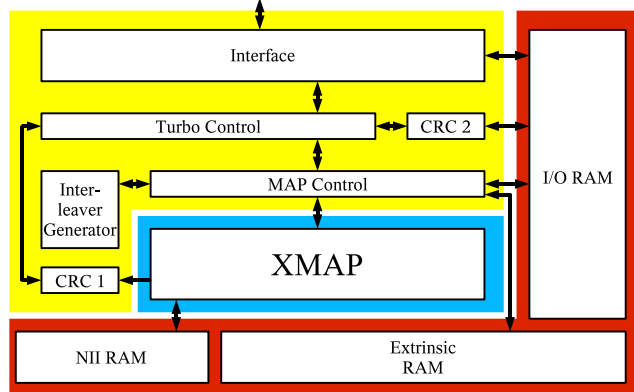 Interface
Turbo Control
CRC 2
I/O RAM
MAP Control
Inter-
leaver
Generator
XMAP
CRC 1
NII RAM
Extrinsic
RAM